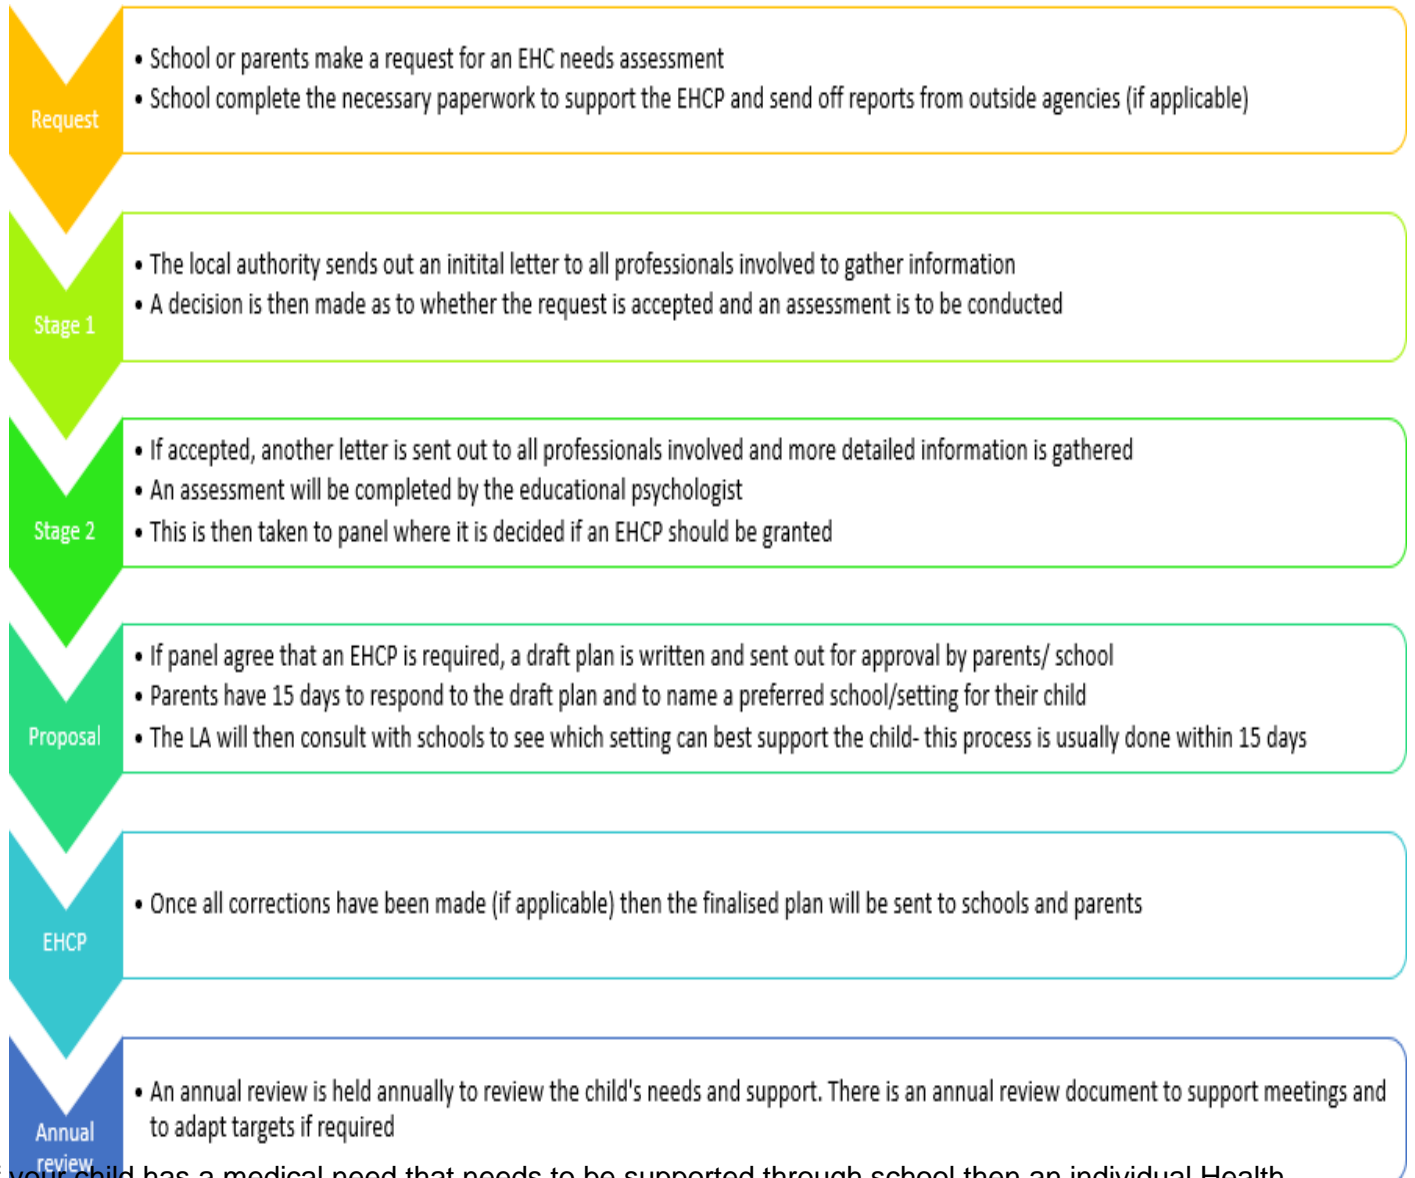 Request
• School or parents make a request for an EHC needs assessment
• School complete the necessary paperwork to support the EHCP and send off reports from outside agencies (if applicable)
Stage 1
• The local authority sends out an initital letter to all professionals involved to gather information
• A decision is then made as to whether the request is accepted and an assessment is to be conducted
Stage 2
• If accepted, another letter is sent out to all professionals involved and more detailed information is gathered
• An assessment will be completed by the educational psychologist
• This is then taken to panel where it is decided if an EHCP should be granted
Proposal
• If panel agree that an EHCP is required, a draft plan is written and sent out for approval by parents/ school
• Parents have 15 days to respond to the draft plan and to name a preferred school/setting for their child
• The LA will then consult with schools to see which setting can best support the child- this process is usually done within 15 days
EHCP
• Once all corrections have been made (if applicable) then the finalised plan will be sent to schools and parents
Annual
review
• An annual review is held annually to review the child's needs and support. There is an annual review document to support meetings and
to adapt targets if required
your child has a medical need that needs to be supported through school then an individual Health